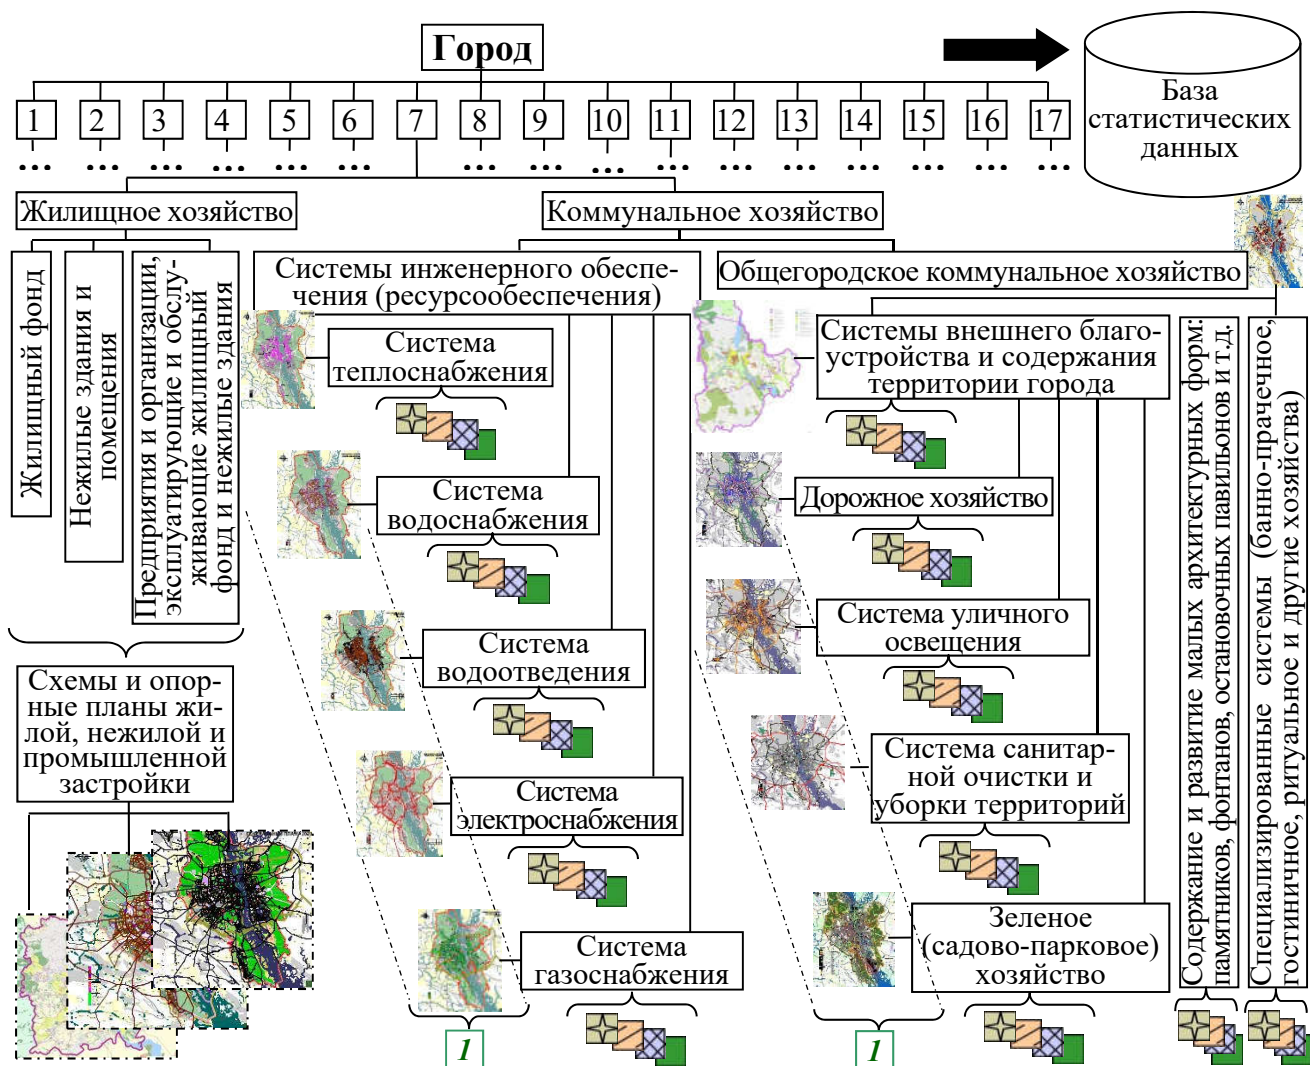 Город
База
статистических
данных
1 2 3 4 5 6 7 8 9 10 11 12 13 14 15 16 17
... ... ... ... ... ... ... ... ... ... ... ... ... ... ... ...
Жилищное хозяйство
Коммунальное хозяйство
Жилищный фонд
Нежилые здания и
помещения
Предприятия и организации,
эксплуатирующие и обслу-
живающие жилищный
фонд и нежилые здания
Схемы и опор-
ные планы жи-
лой, нежилой и
промышленной
застройки
Системы инженерного обеспе-
чения (ресурсообеспечения)
Система
теплоснабжения
Система
водоснабжения
Система
водоотведения
Система
электроснабжения
Система
газоснабжения
1
Общегородское коммунальное хозяйство
Системы внешнего благо-
устройства и содержания
территории города
Дорожное хозяйство
Система уличного
освещения
Система санитар-
ной очистки и
уборки территорий
Зеленое
(садово-парковое)
хозяйство
1
Содержание и развитие малых архитектурных форм:
памятников, фонтанов, остановочных павильонов и т.д.
Специализированные системы (банно-прачечное,
гостиничное, ритуальное и другие хозяйства)